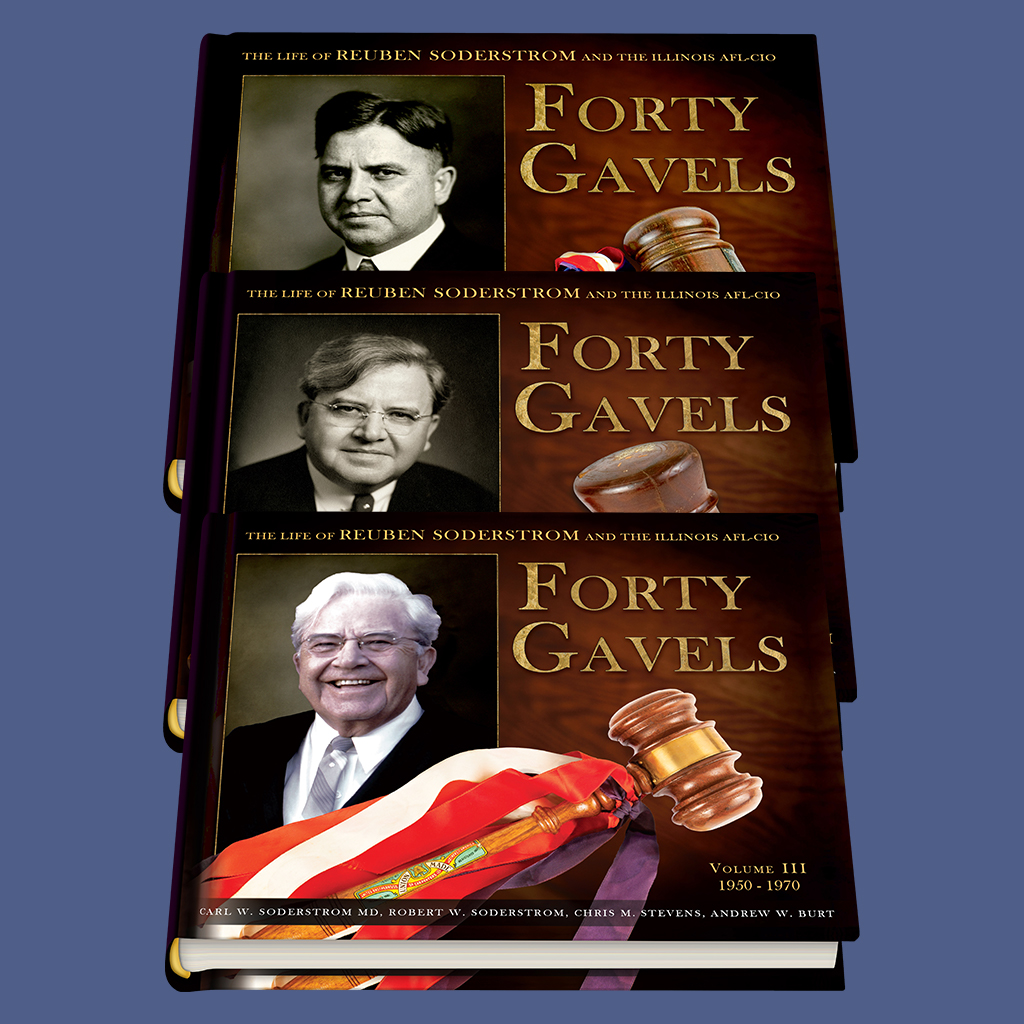 THE LIFE OF REUBEN SODERSTROM AND THE ILLINOIS AFL-CIO
FORTY
GAVELS
THE LIFE OF REUBEN SODERSTROM AND THE ILLINOIS AFL-CIO
FORTY
GAVELS
THE LIFE OF REUBEN SODERSTROM AND THE ILLINOIS AFL-CIO
FORTY
GAVELS
UNION
MADE
VOLUME III
1950 - 1970
CARL W. SODERSTROM MD, ROBERT W. SODERSTROM, CHRIS M. STEVENS, ANDREW W. BURT